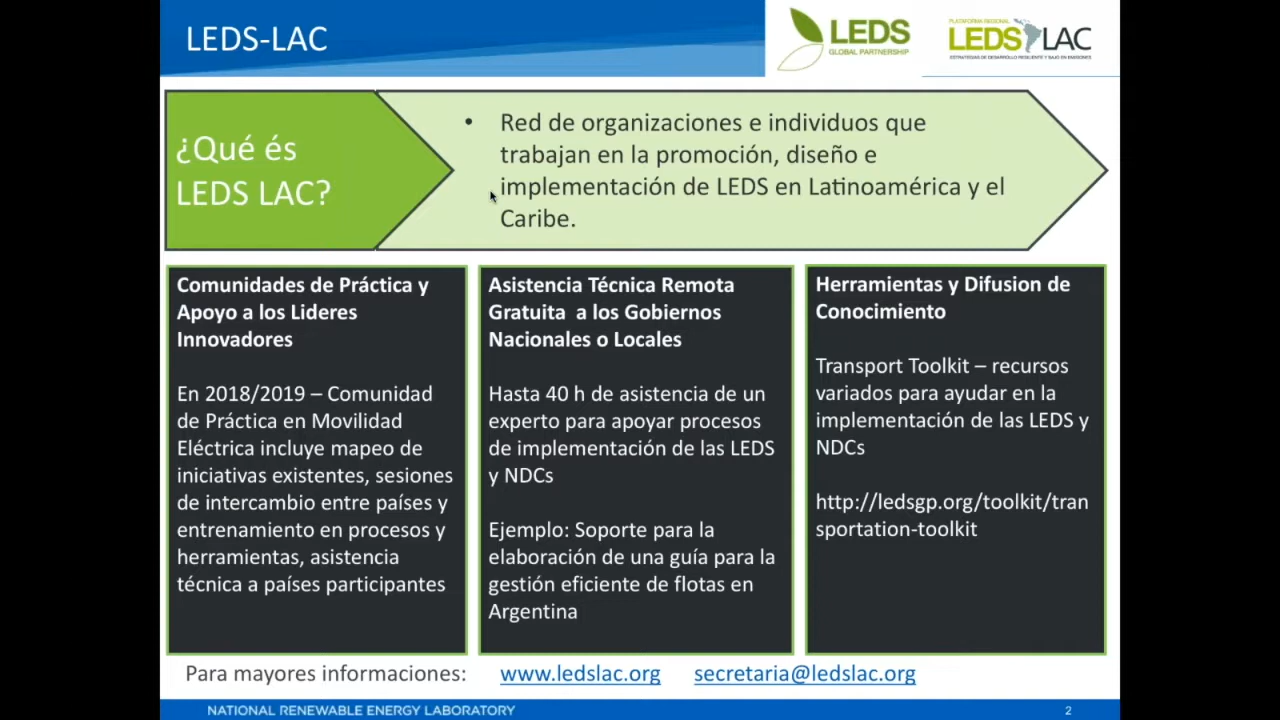 LEDS-LAC
LEDS
GLOBAL PARTNERSHIP
PLATAFORMA REGIONAL
LEDS LAC
ESTRATEGIAS DE DESARROLLO RESILIENTE Y BAJO EN EMISIONES
¿Qué és
LEDS LAC?
• Red de organizaciones e individuos que
trabajan en la promoción, diseño e
implementación de LEDS en Latinoamérica y el
Caribe.
Comunidades de Práctica y
Apoyo a los Lideres
Innovadores
En 2018/2019 – Comunidad
de Práctica en Movilidad
Eléctrica incluye mapeo de
iniciativas existentes, sesiones
de intercambio entre países y
entrenamiento en procesos y
herramientas, asistencia
técnica a países participantes
Asistencia Técnica Remota
Gratuita a los Gobiernos
Nacionales o Locales
Hasta 40 h de asistencia de un
experto para apoyar procesos
de implementación de las LEDS
y NDCs
Ejemplo: Soporte para la
elaboración de una guía para la
gestión eficiente de flotas en
Argentina
Herramientas y Difusion de
Conocimiento
Transport Toolkit – recursos
variados para ayudar en la
implementación de las LEDS y
NDCs
http://ledsgp.org/toolkit/tran
sportation-toolkit
Para mayores informaciones: www.ledslac.org secretaria@ledslac.org
NATIONAL RENEWABLE ENERGY LABORATORY 2